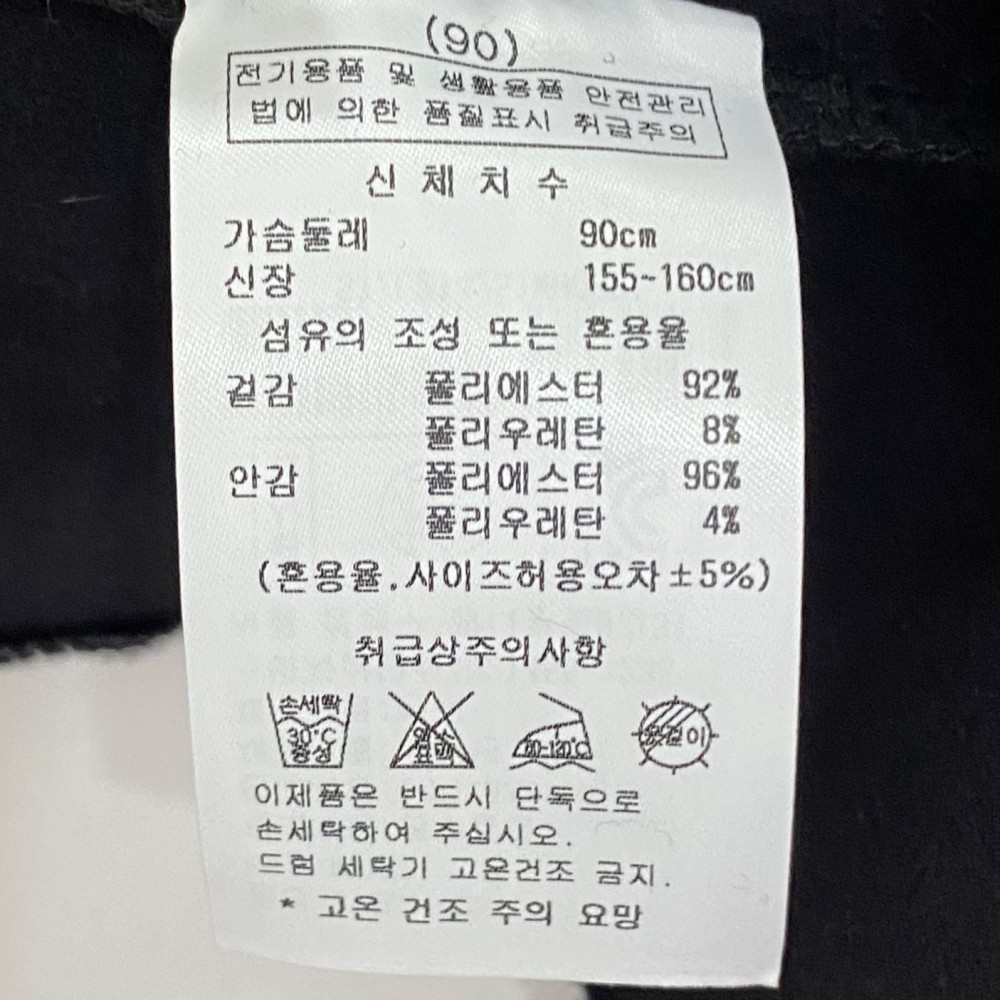 (90)
전기용품 및 생활용품 안전관리
법에 의한 품질표시 취급주의
신체치수
가슴둘레 90cm
신장 155~160cm
섬유의 조성 또는 혼용율
겉감 폴리에스터 92%
폴리우레탄 8%
안감 폴리에스터 96%
폴리우레탄 4%
(혼용율.사이즈허용오차±5%)
취급상주의사항
손세탁
30°C
중성
염소
표백
80-120°C
옷걸이
이제품은 반드시 단독으로
손세탁하여 주십시오.
드럼 세탁기 고온건조 금지.
* 고온 건조 주의 요망